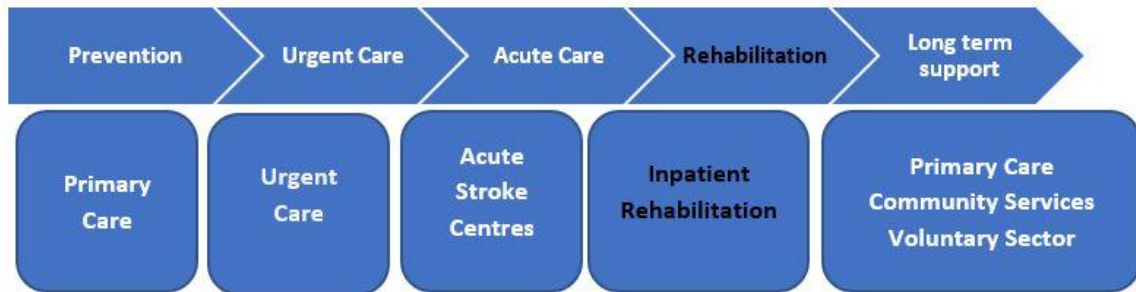 Prevention
Urgent Care
Acute Care
Rehabilitation
Long term
support
Primary
Care
Urgent
Care
Acute
Stroke
Centres
Inpatient
Rehabilitation
Primary Care
Community Services
Voluntary Sector